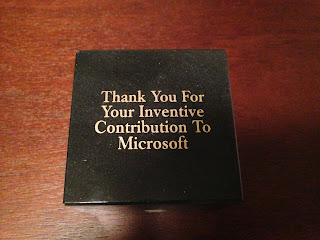 Thank You For
Your Inventive
Contribution To
Microsoft